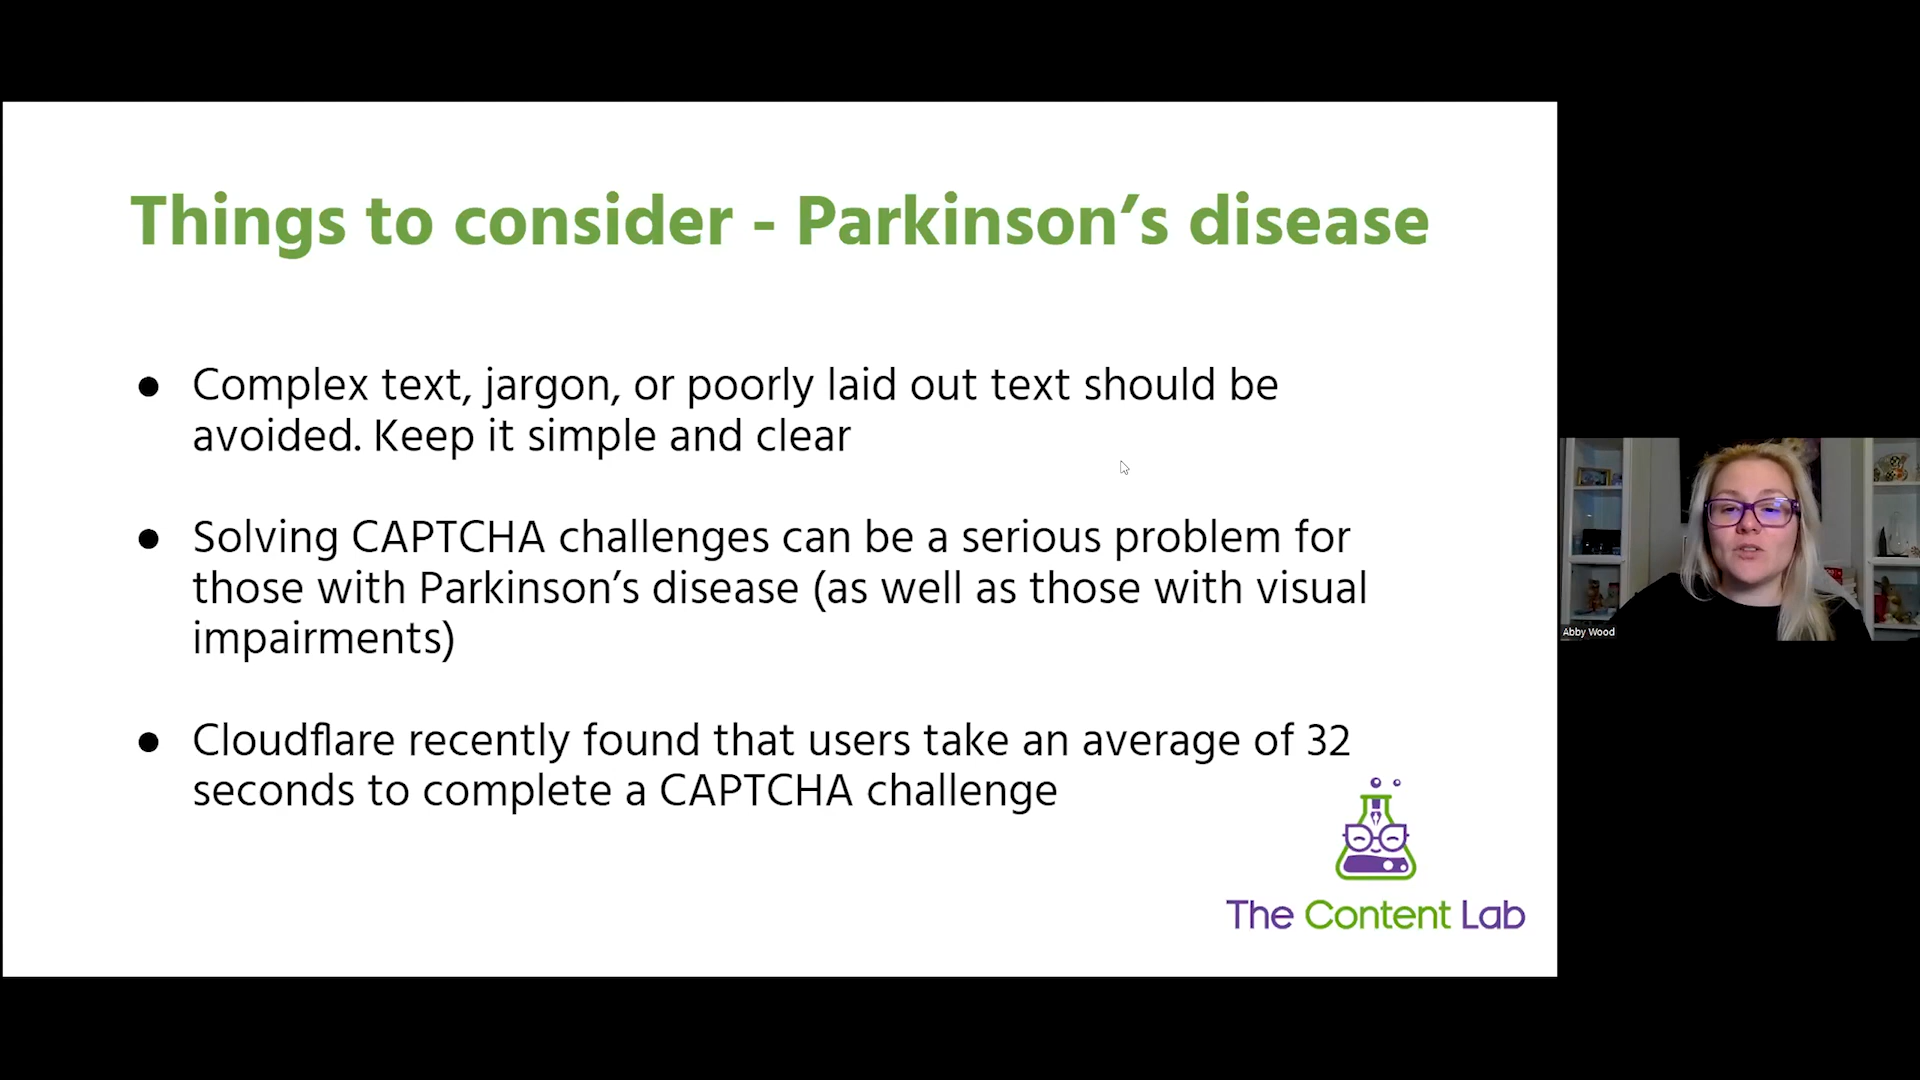 Things to consider - Parkinson’s disease
● Complex text, jargon, or poorly laid out text should be
avoided. Keep it simple and clear
● Solving CAPTCHA challenges can be a serious problem for
those with Parkinson’s disease (as well as those with visual
impairments)
● Cloudflare recently found that users take an average of 32
seconds to complete a CAPTCHA challenge
The Content Lab
Abby Wood